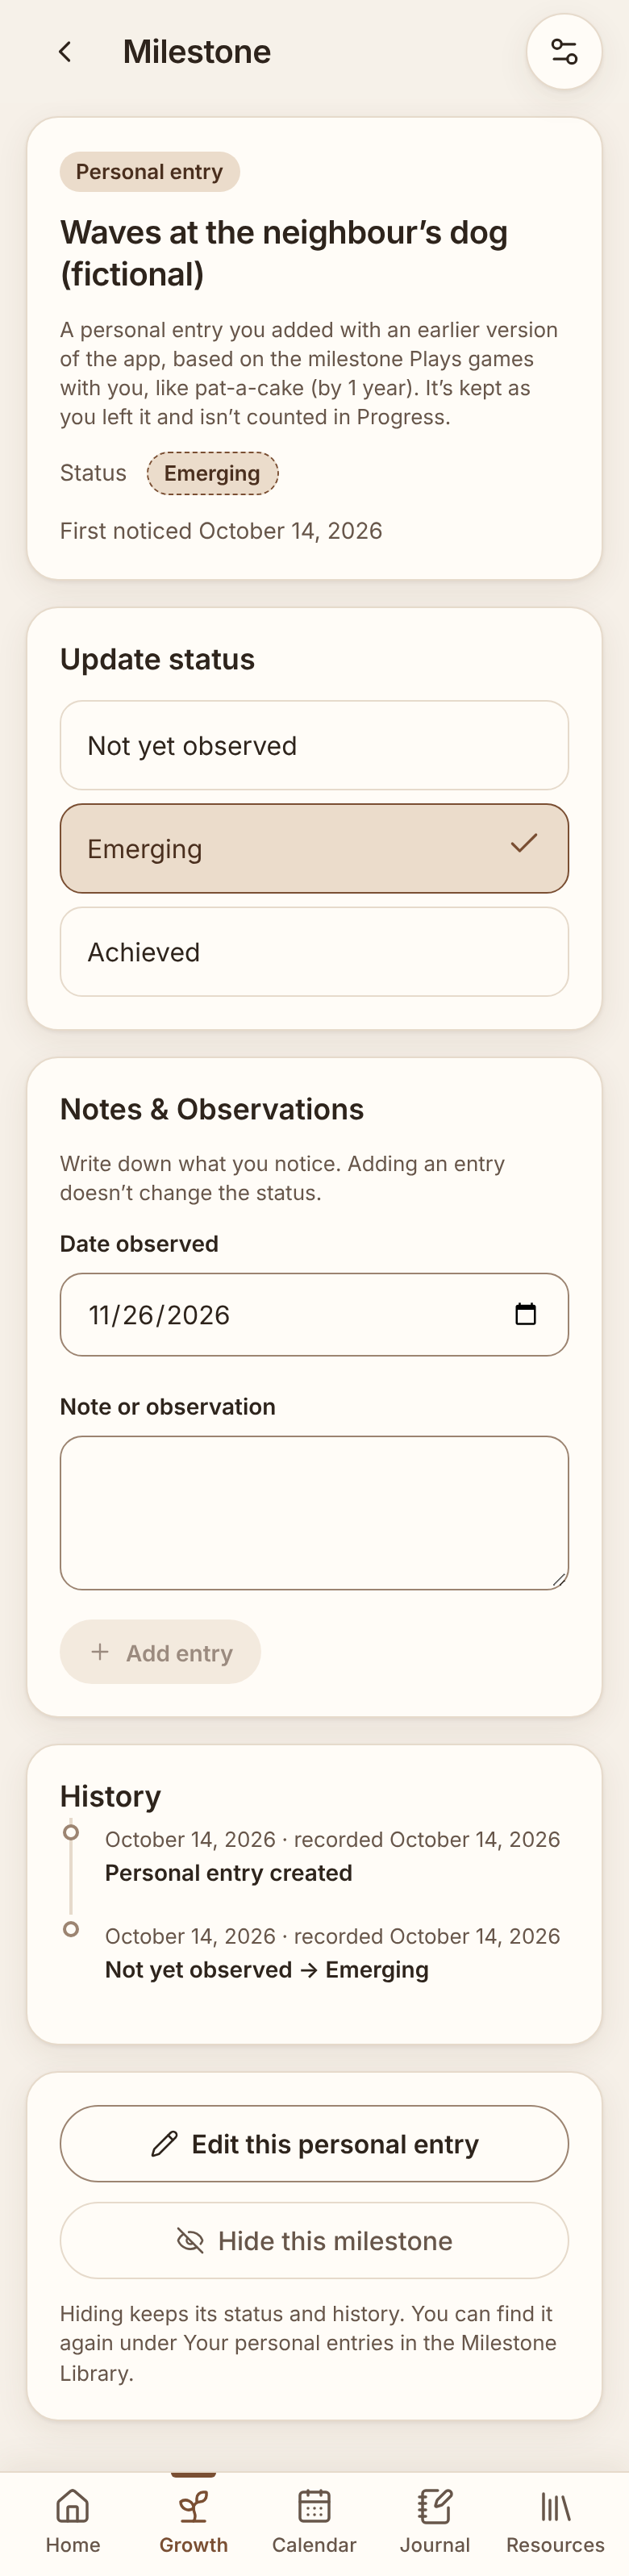 Milestone
Personal entry
Waves at the neighbour’s dog
(fictional)
A personal entry you added with an earlier version
of the app, based on the milestone Plays games
with you, like pat-a-cake (by 1 year). It’s kept as
you left it and isn’t counted in Progress.
Status Emerging
First noticed October 14, 2026
Update status
Not yet observed
Emerging
Achieved
Notes & Observations
Write down what you notice. Adding an entry
doesn’t change the status.
Date observed
11/26/2026
Note or observation
Add entry
History
October 14, 2026 · recorded October 14, 2026
Personal entry created
October 14, 2026 · recorded October 14, 2026
Not yet observed → Emerging
Edit this personal entry
Hide this milestone
Hiding keeps its status and history. You can find it
again under Your personal entries in the Milestone
Library.
Home Growth Calendar Journal Resources